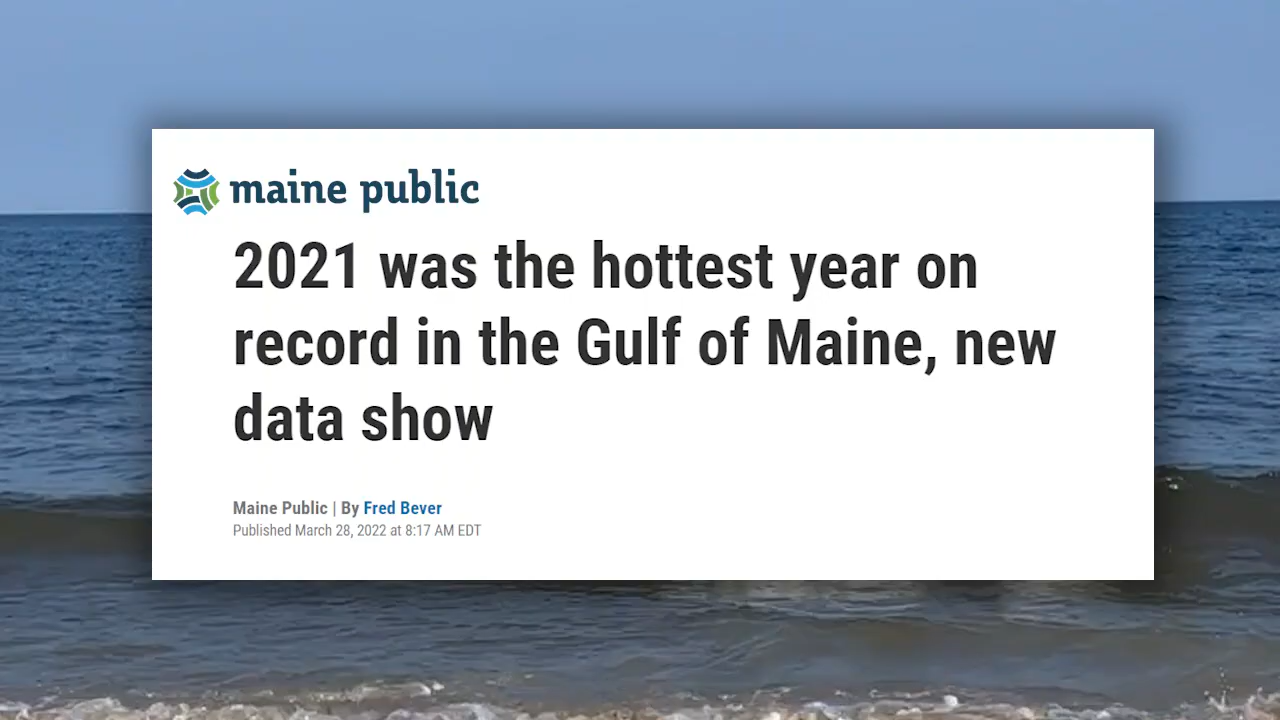 maine public
2021 was the hottest year on
record in the Gulf of Maine, new
data show
Maine Public | By Fred Bever
Published March 28, 2022 at 8:17 AM EDT